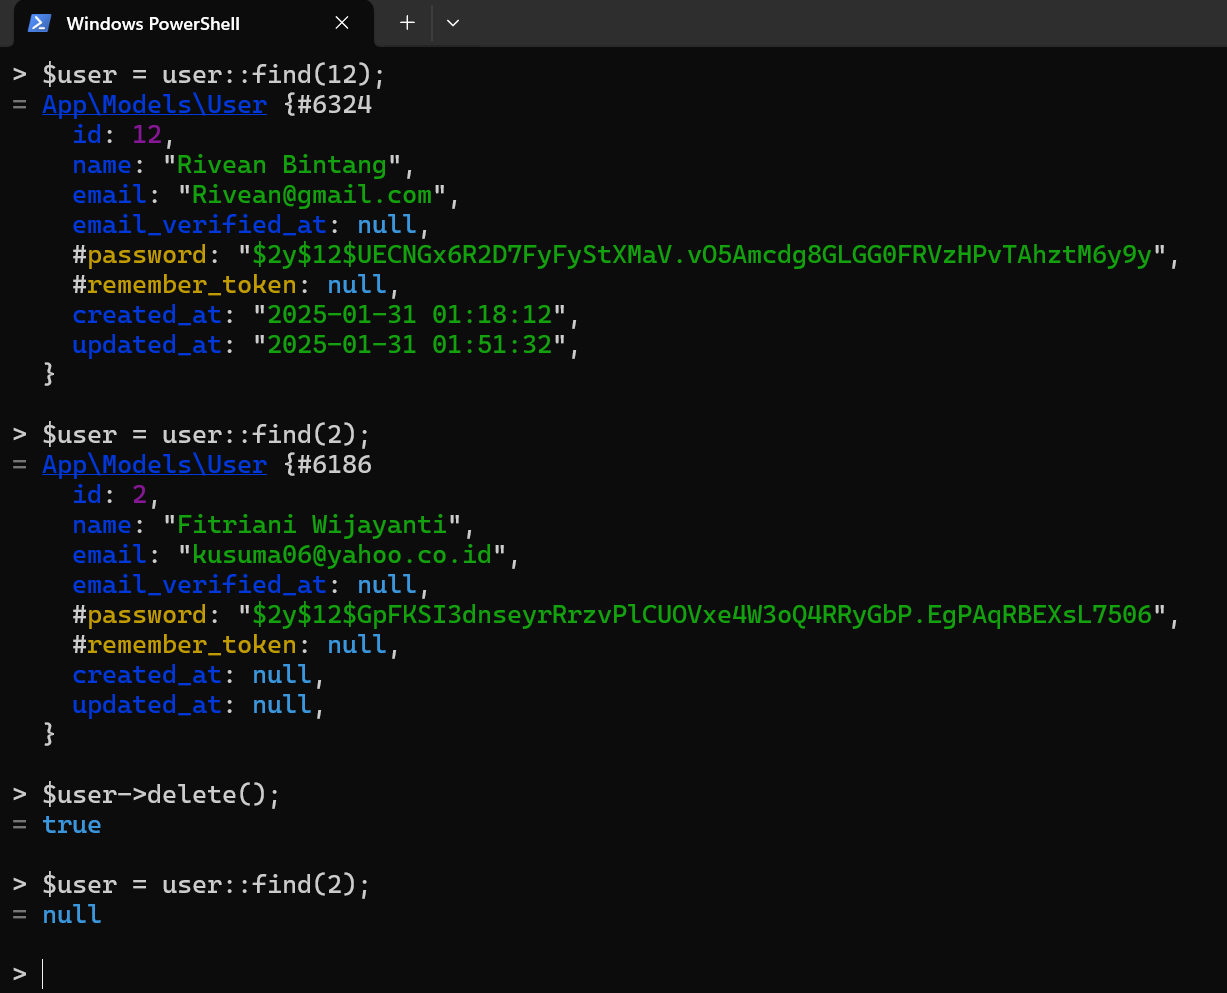 Windows PowerShell
> $user = user::find(12);
= App\Models\User {#6324
id: 12,
name: "Rivean Bintang",
email: "Rivean@gmail.com",
email_verified_at: null,
#password: "$2y$12$UECNGx6R2D7FyFyStXMaV.vO5Amcdg8GLGG0FRVzHPvTAhztM6y9y",
#remember_token: null,
created_at: "2025-01-31 01:18:12",
updated_at: "2025-01-31 01:51:32",
}
> $user = user::find(2);
= App\Models\User {#6186
id: 2,
name: "Fitriani Wijayanti",
email: "kusuma06@yahoo.co.id",
email_verified_at: null,
#password: "$2y$12$GpFKSI3dnseyrRrzvPlCUOVxe4W3oQ4RRyGbP.EgPAqRBEXsL7506",
#remember_token: null,
created_at: null,
updated_at: null,
}
> $user->delete();
= true
> $user = user::find(2);
= null
>